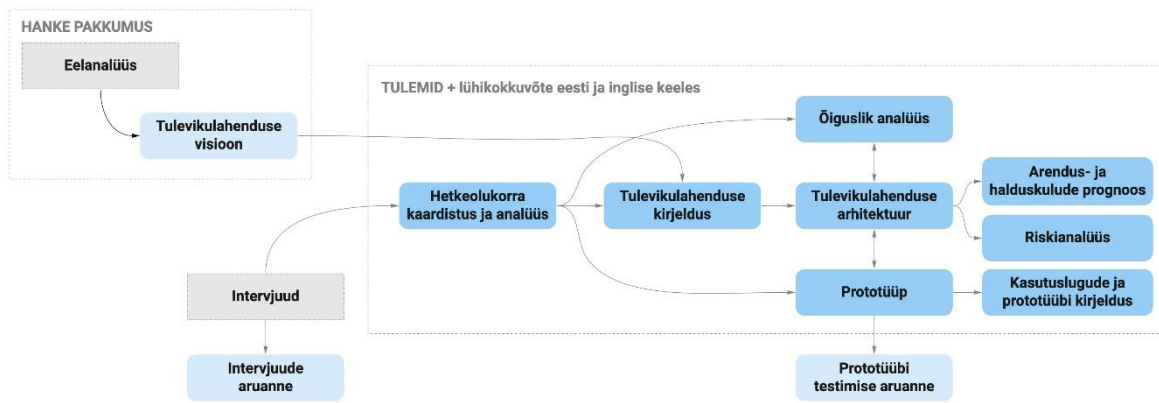 HANKE PAKKUMUS
Eelanalüüs
Tulevikulahenduse
visioon
TULEMID + lühikokkuvõte eesti ja inglise keeles
Õiguslik analüüs
Hetkeolukorra
kaardistus ja analüüs
Tulevikulahenduse
kirjeldus
Tulevikulahenduse
arhitektuur
Arendus- ja
halduskulude prognoos
Riskianalüüs
Intervjuud
Prototüüp
Kasutuslugude ja
prototüübi kirjeldus
Intervjuude
aruanne
Prototüübi
testimise aruanne